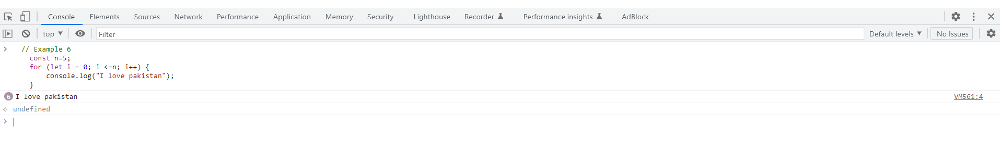 Console Elements Sources Network Performance Application Memory Security Lighthouse Recorder Performance insights AdBlock
top Filter Default levels No Issues
// Example 6
const n=5;
for (let i = 0; i <=n; i++) {
console.log("I love pakistan");
}
6 I love pakistan VM561:4
undefined